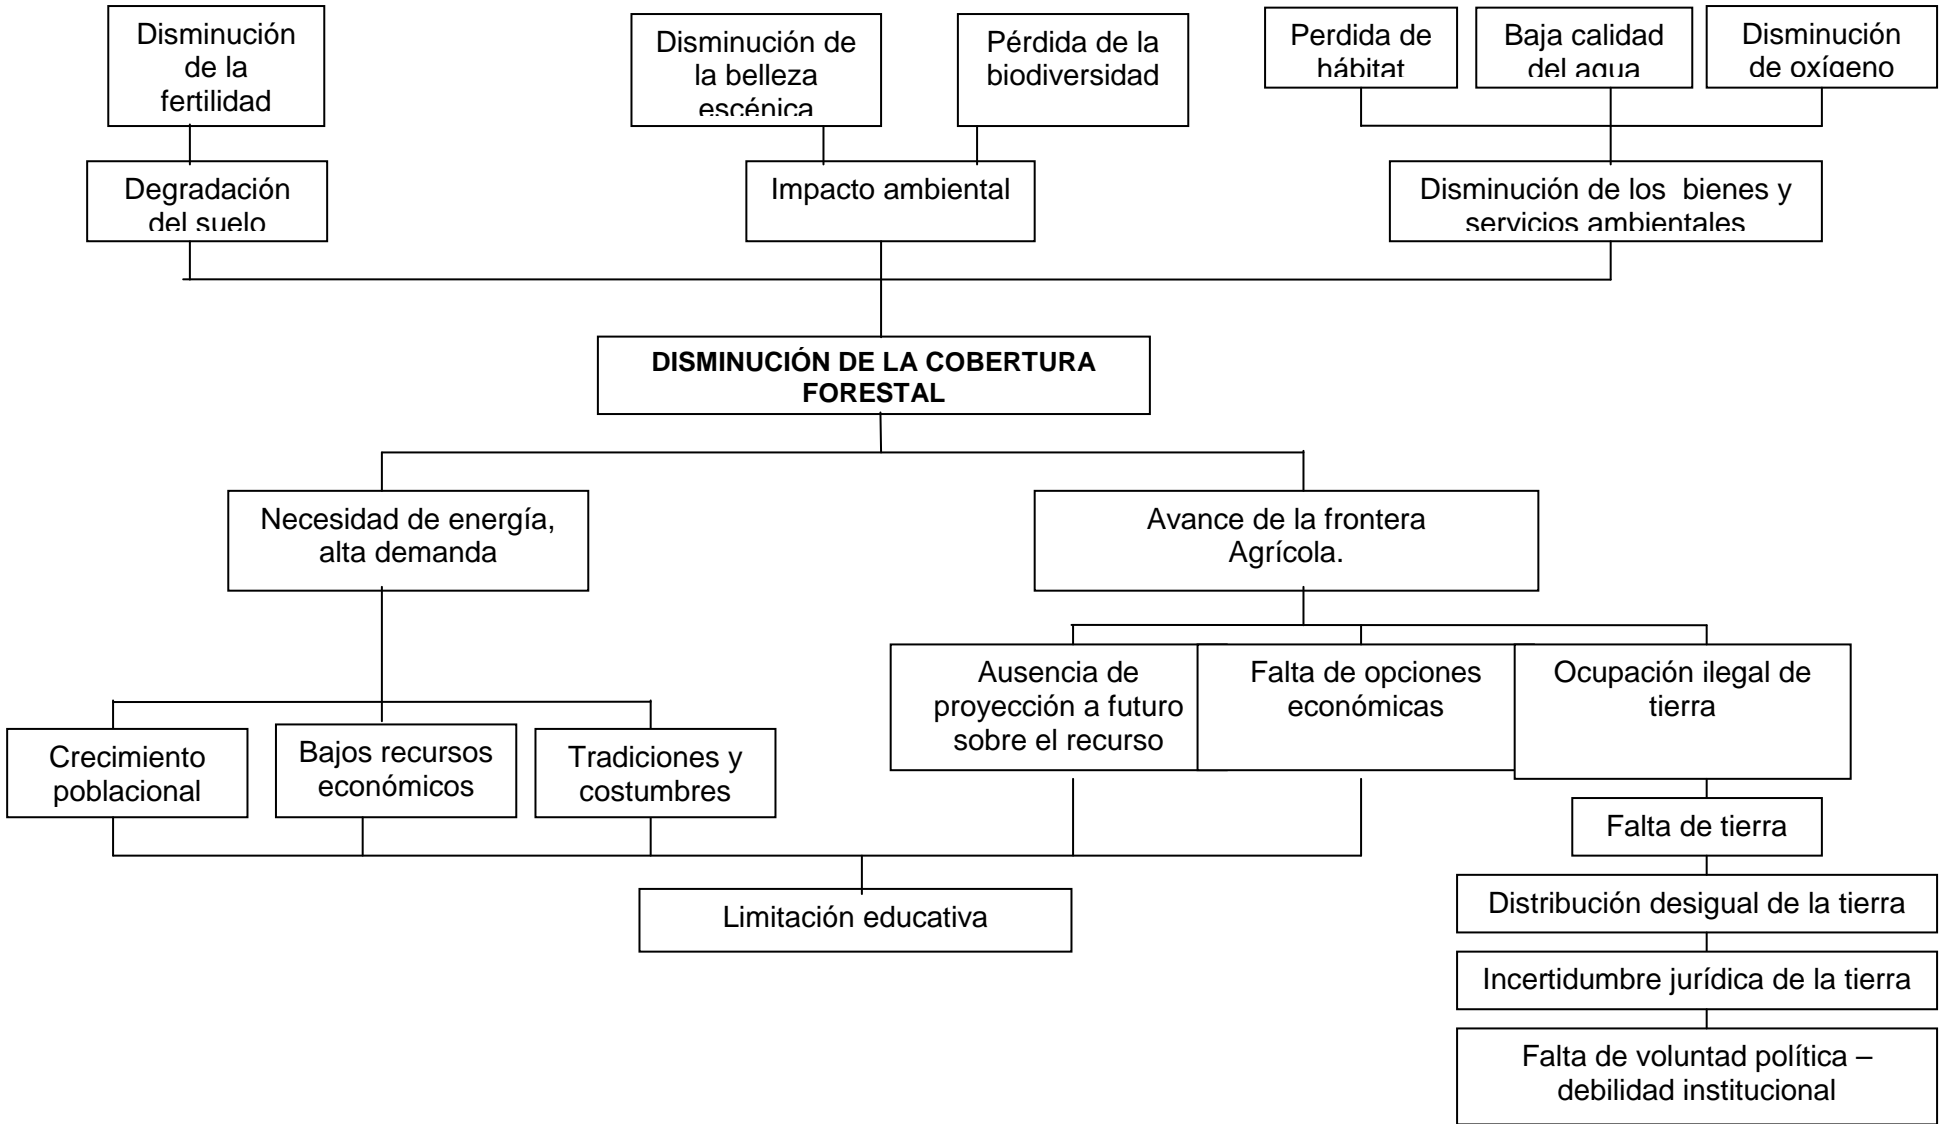 Disminución
de la
fertilidad
Disminución de
la belleza
escénica
Pérdida de la
biodiversidad
Perdida de
hábitat
Baja calidad
del agua
Disminución
de oxígeno
Degradación
del suelo
Impacto ambiental
Disminución de los bienes y
servicios ambientales
DISMINUCIÓN DE LA COBERTURA
FORESTAL
Necesidad de energía,
alta demanda
Avance de la frontera
Agrícola.
Crecimiento
poblacional
Bajos recursos
económicos
Tradiciones y
costumbres
Ausencia de
proyección a futuro
sobre el recurso
Falta de opciones
económicas
Ocupación ilegal de
tierra
Falta de tierra
Limitación educativa
Distribución desigual de la tierra
Incertidumbre jurídica de la tierra
Falta de voluntad política –
debilidad institucional